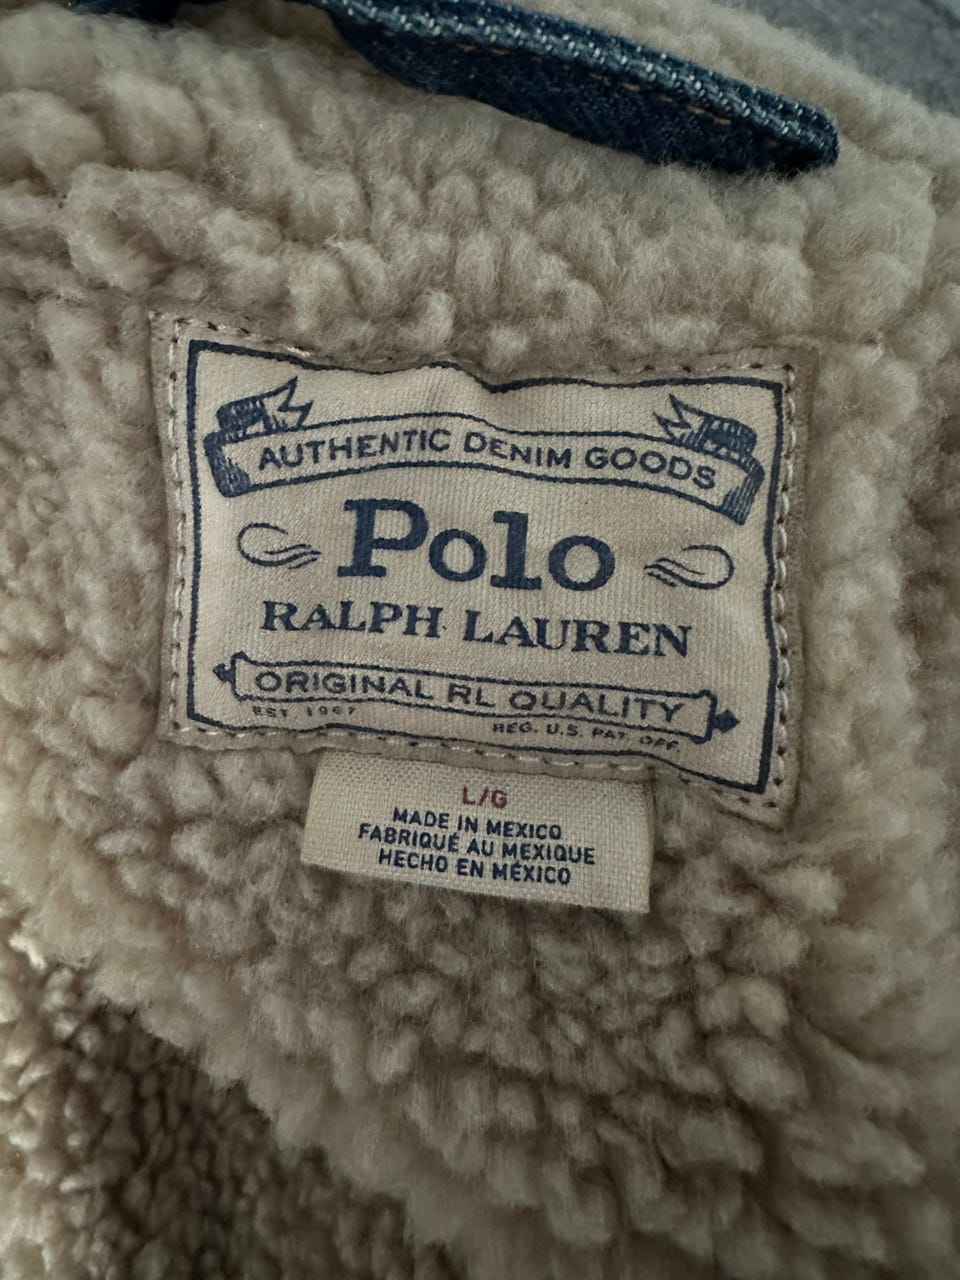 AUTHENTIC DENIM GOODS
Polo
RALPH LAUREN
ORIGINAL RL QUALITY
EST. 1967
REG. U.S. PAT. OFF.
L/G
MADE IN MEXICO
FABRIQUÉ AU MEXIQUE
HECHO EN MÉXICO